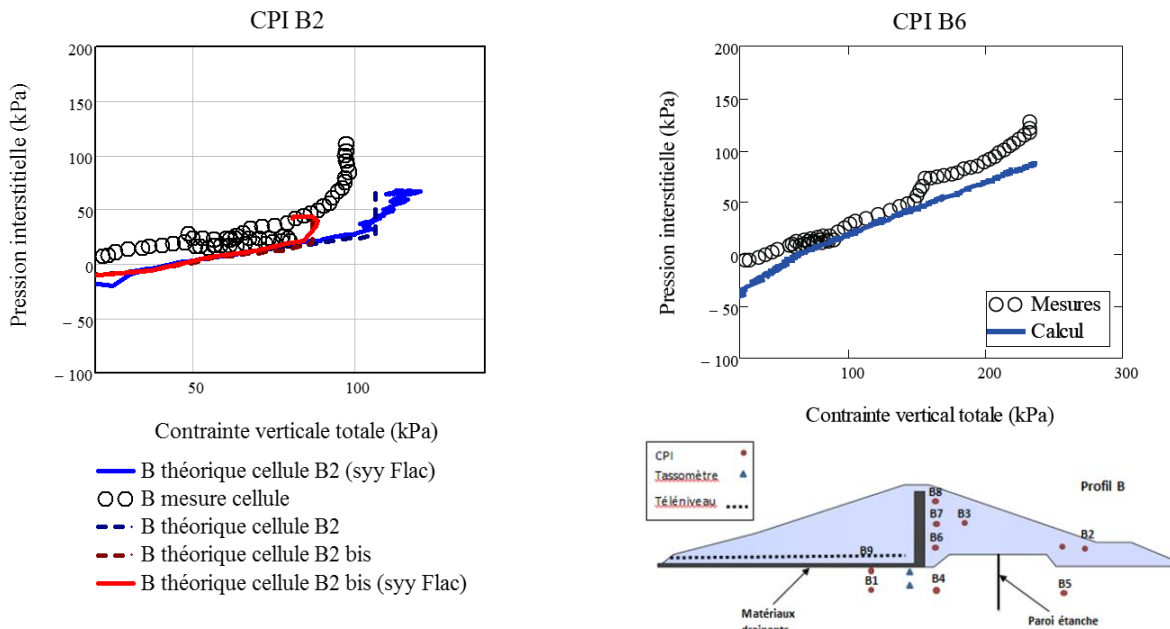 CPI B2
200
150
100
50
0
– 50
– 100
50
100
Pression interstitielle (kPa)
Contrainte verticale totale (kPa)
B théorique cellule B2 (syy Flac)
B mesure cellule
B théorique cellule B2
B théorique cellule B2 bis
B théorique cellule B2 bis (syy Flac)
CPI B6
200
150
100
50
0
– 50
– 100
100
200
300
Pression interstitielle (kPa)
Mesures
Calcul
Contrainte vertical totale (kPa)
CPI
Tassomètre
Téléniveau
Profil B
B8
B7
B3
B6
B2
B9
B1
B4
B5
Matériaux
drainants
Paroi étanche